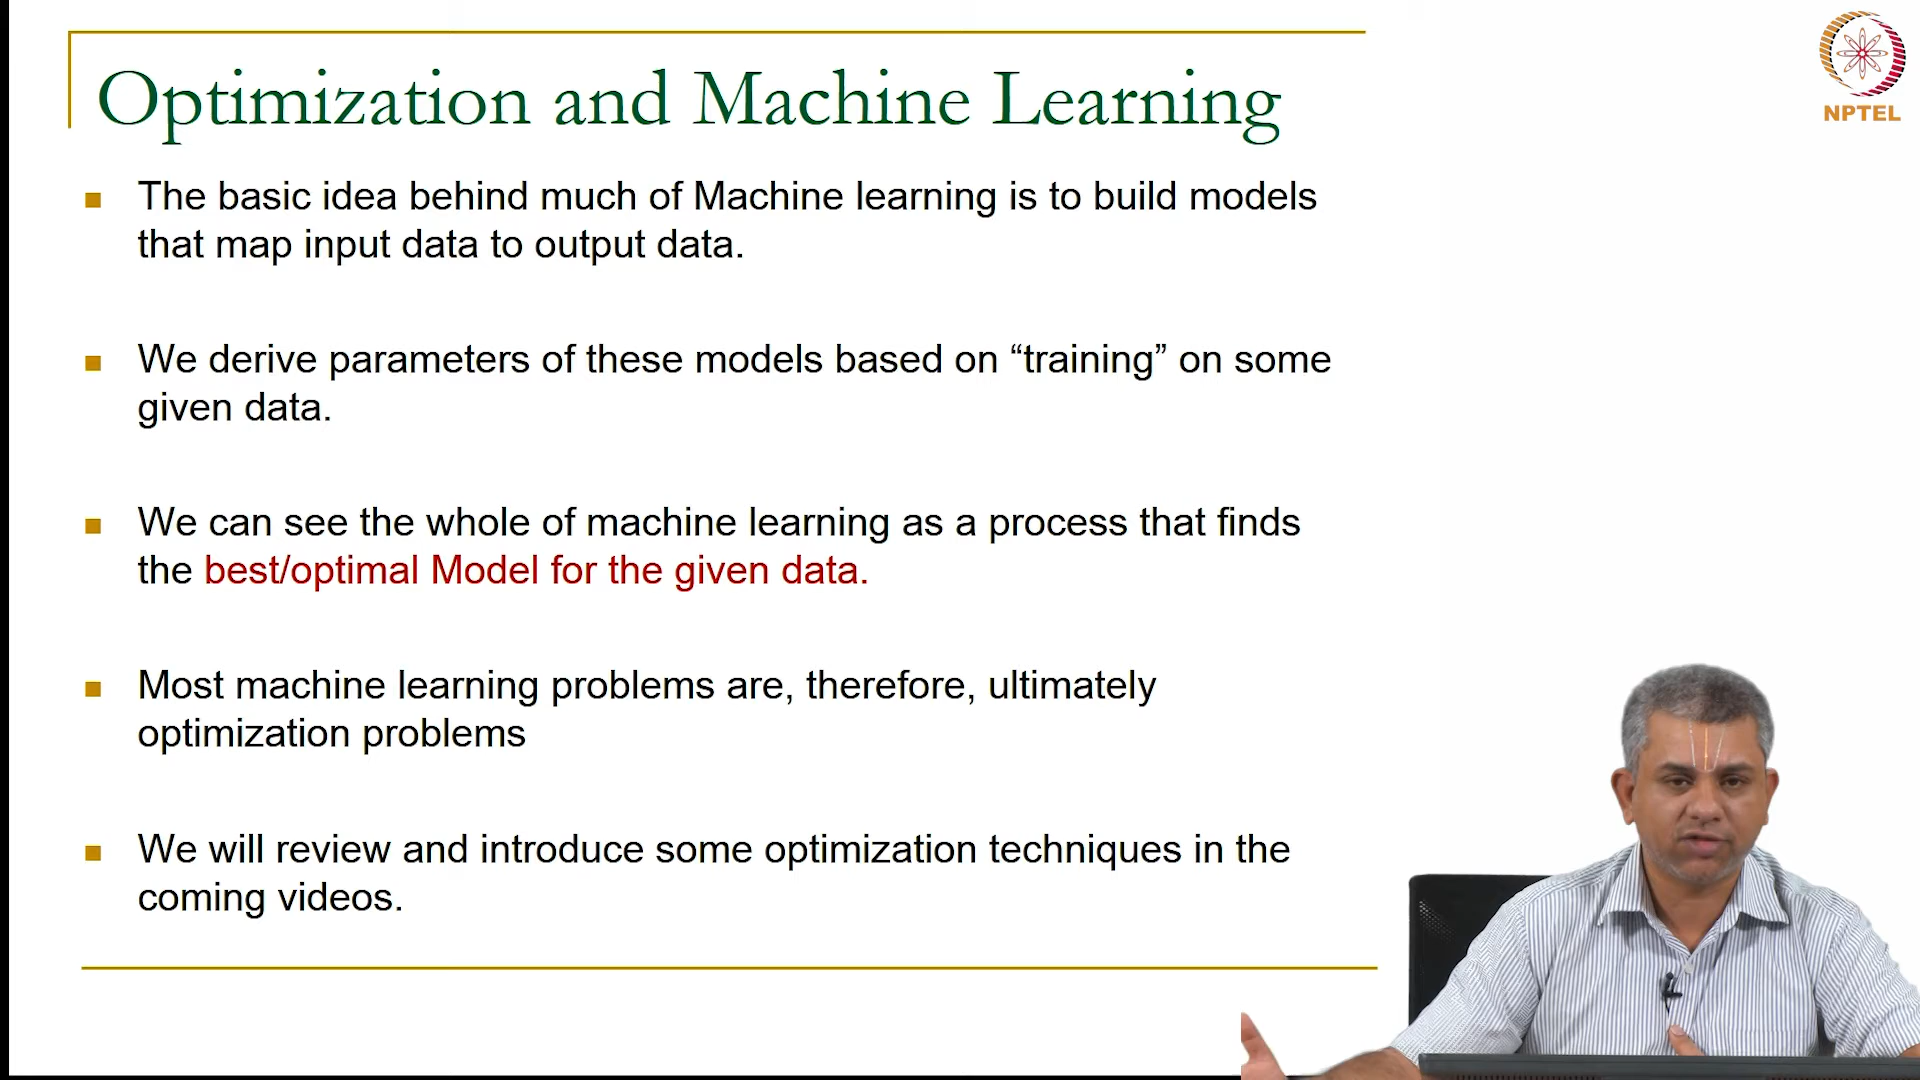 Optimization and Machine Learning
NPTEL
The basic idea behind much of Machine learning is to build models
that map input data to output data.
We derive parameters of these models based on “training” on some
given data.
We can see the whole of machine learning as a process that finds
the best/optimal Model for the given data.
Most machine learning problems are, therefore, ultimately
optimization problems
We will review and introduce some optimization techniques in the
coming videos.